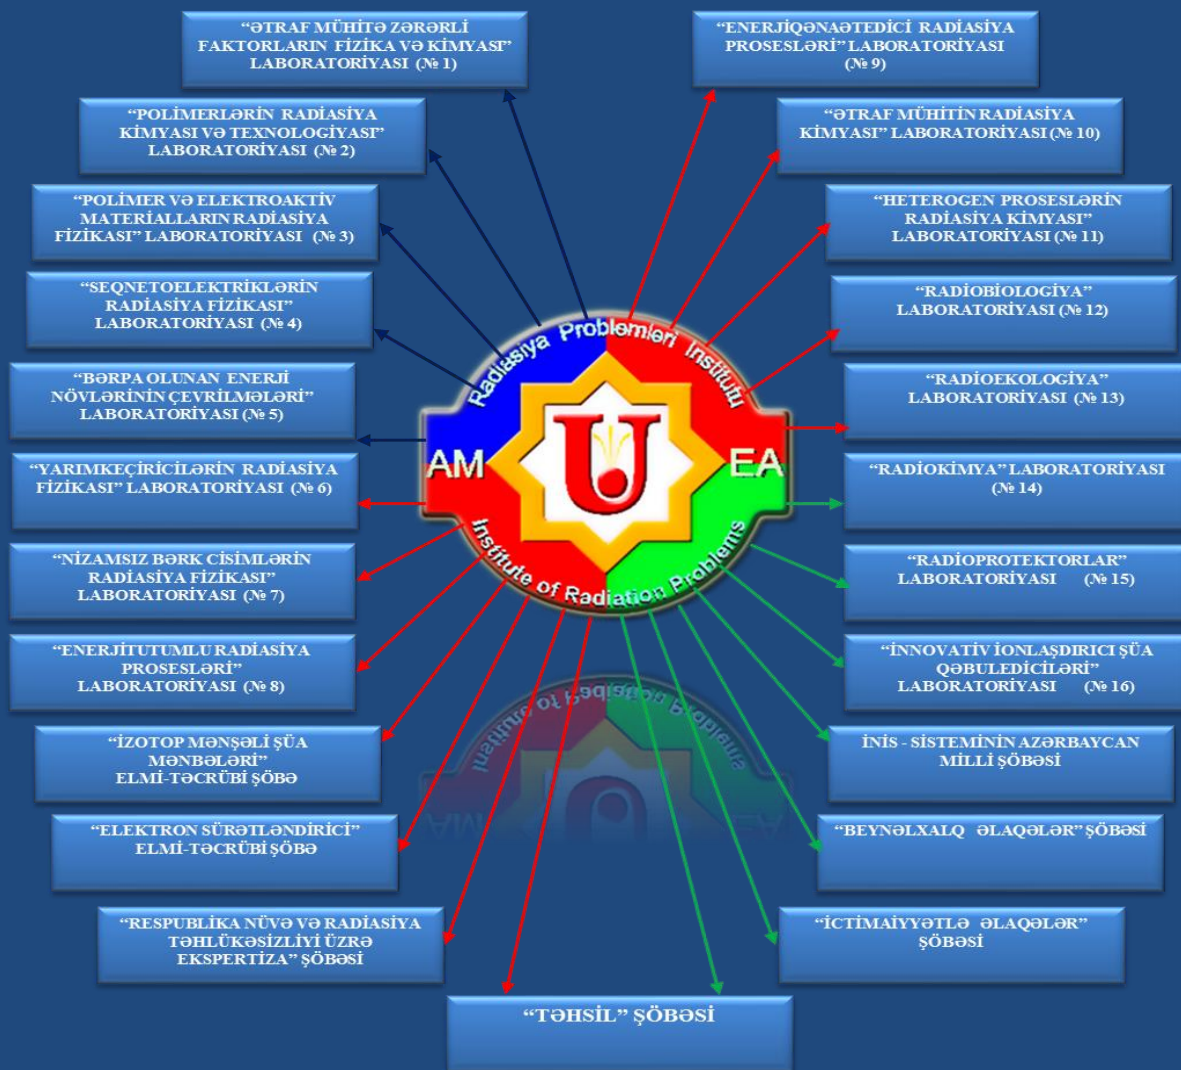 “ƏTRAF MÜHİTƏ ZƏRƏRLİ
FAKTORLARIN FİZİKA VƏ KİMYASI”
LABORATORİYASI (№ 1)
“POLİMERLƏRİN RADİASİYA
KİMYASI VƏ TEXNOLOGİYASI”
LABORATORİYASI (№ 2)
“POLİMER VƏ ELEKTROAKTİV
MATERİALLARIN RADİASİYA
FİZİKASI” LABORATORİYASI (№ 3)
“SEQNETOELEKTRİKLƏRİN
RADİASİYA FİZİKASI”
LABORATORİYASI (№ 4)
“BƏRPA OLUNAN ENERJİ
NÖVLƏRİNİN ÇEVRİLMƏLƏRİ”
LABORATORİYASI (№ 5)
“YARIMKEÇİRİCİLƏRİN RADİASİYA
FİZİKASI” LABORATORİYASI (№ 6)
“NİZAMSIZ BƏRK CİSİMLƏRİN
RADİASİYA FİZİKASI”
LABORATORİYASI (№ 7)
“ENERJİTUTUMLU RADİASİYA
PROSESLƏRİ”
LABORATORİYASI (№ 8)
“İZOTOP MƏNŞƏLİ ŞÜA
MƏNBƏLƏRİ”
ELMİ-TƏCRÜBİ ŞÖBƏ
“ELEKTRON SÜRƏTLƏNDİRİCİ”
ELMİ-TƏCRÜBİ ŞÖBƏ
“RESPUBLİKA NÜVƏ VƏ RADİASİYA
TƏHLÜKƏSİZLİYİ ÜZRƏ
EKSPERTİZA” ŞÖBƏSİ
“ENERJİQƏNAƏTEDİCİ RADİASİYA
PROSESLƏRİ” LABORATORİYASI
(№ 9)
“ƏTRAF MÜHİTİN RADİASİYA
KİMYASI” LABORATORİYASI (№ 10)
“HETEROGEN PROSESLƏRİN
RADİASİYA KİMYASI”
LABORATORİYASI (№ 11)
“RADİOBİOLOGİYA”
LABORATORİYASI (№ 12)
“RADİOEKOLOGİYA”
LABORATORİYASI (№ 13)
“RADİOKİMYA” LABORATORİYASI
(№ 14)
“RADİOPROTEKTORLAR”
LABORATORİYASI (№ 15)
“İNNOVATİV İONLAŞDIRICI ŞÜA
QƏBULEDİCİLƏRİ”
LABORATORİYASI (№ 16)
İNİS - SİSTEMİNİN AZƏRBAYCAN
MİLLİ ŞÖBƏSİ
“BEYNƏLXALQ ƏLAQƏLƏR” ŞÖBƏSİ
“İCTİMAİYYƏTLƏ ƏLAQƏLƏR”
ŞÖBƏSİ
“TƏHSİL” ŞÖBƏSİ
Radiasiya Problemləri Institutu
AM EA
Institute of Radiation Problems